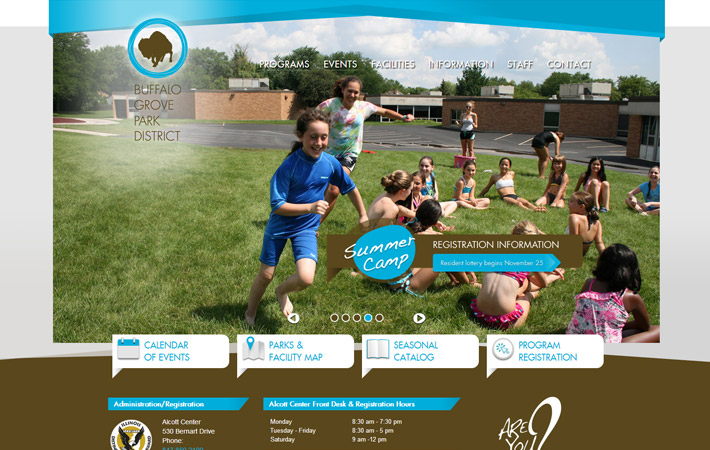 PROGRAMS EVENTS FACILITIES INFORMATION STAFF CONTACT
BUFFALO
GROVE
PARK
DISTRICT
Summer
Camp
REGISTRATION INFORMATION
Resident lottery begins November 25
CALENDAR
OF EVENTS
PARKS &
FACILITY MAP
SEASONAL
CATALOG
PROGRAM
REGISTRATION
Administration/Registration
ILLINOIS
Alcott Center
530 Bernart Drive
Phone:
Alcott Center Front Desk & Registration Hours
Monday 8:30 am - 7:30 pm
Tuesday - Friday 8:30 am - 5 pm
Saturday 9 am -12 pm
ARE
YOU